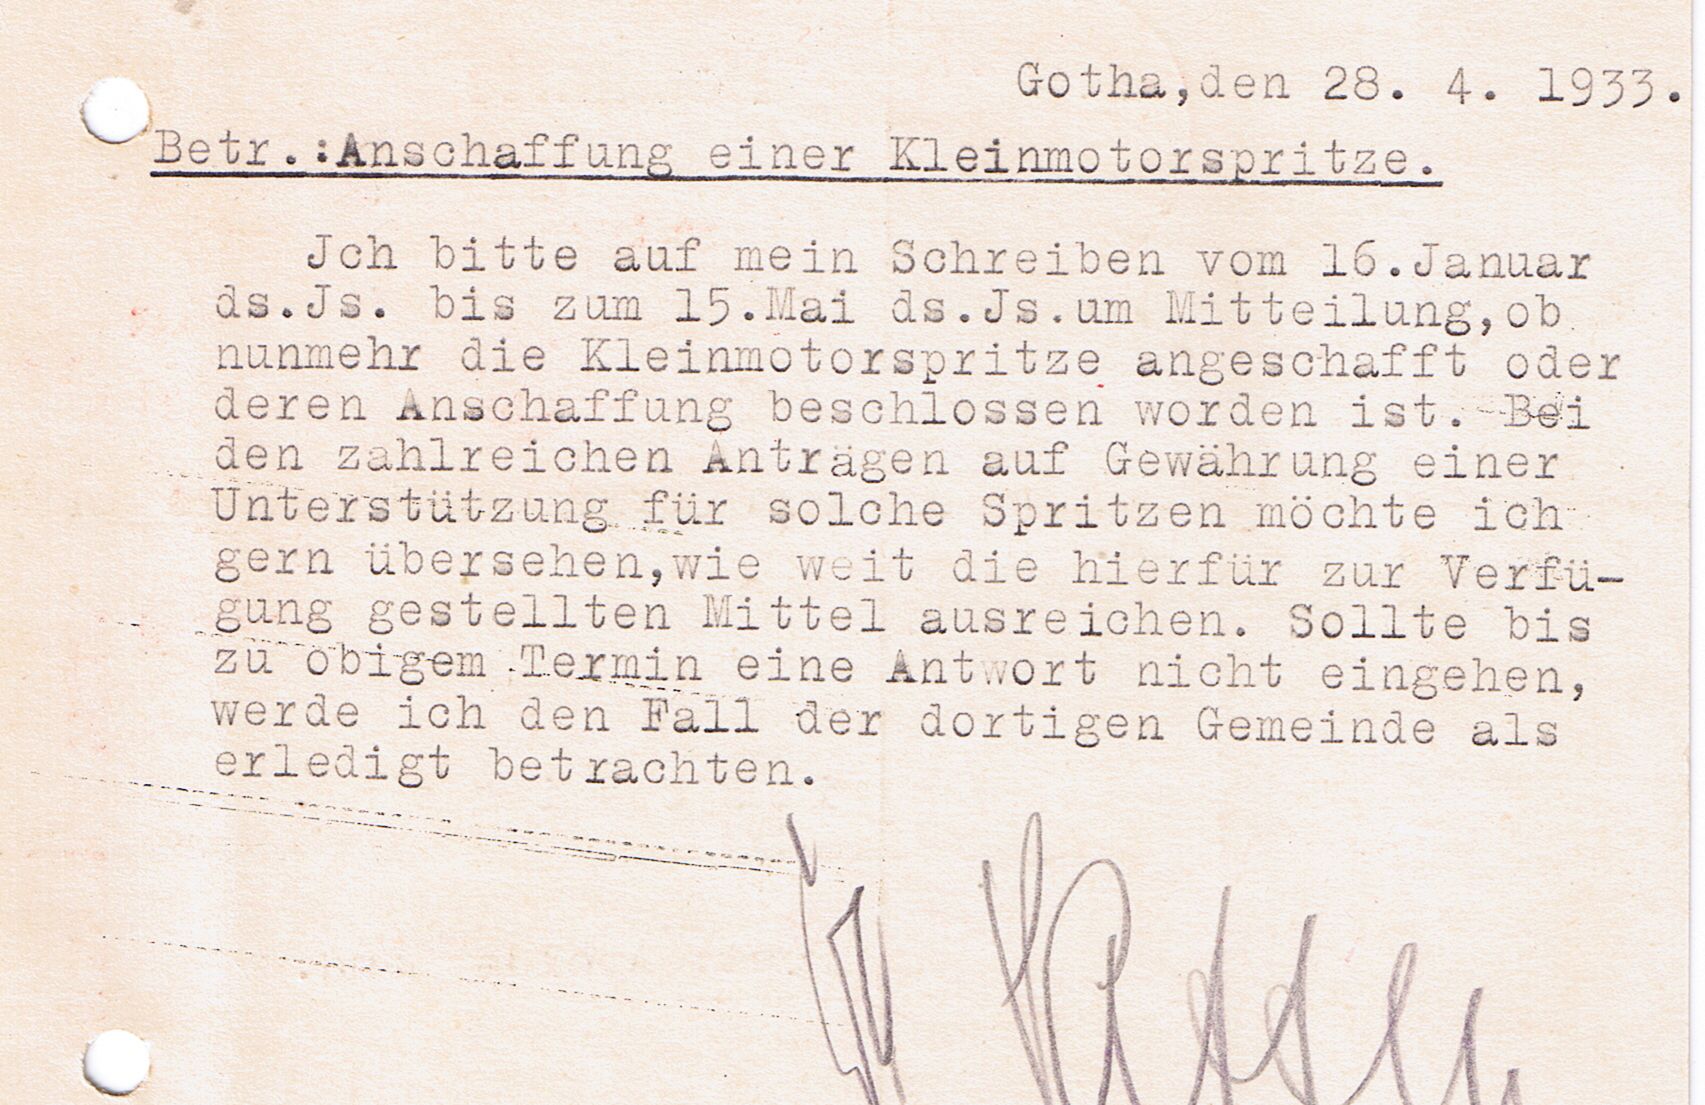 Gotha,den 28. 4. 1933.
Betr.:Anschaffung einer Kleinmotorspritze.
Jch bitte auf mein Schreiben vom 16.Januar
ds.Js. bis zum 15.Mai ds.Js.um Mitteilung,ob
nunmehr die Kleinmotorspritze angeschafft oder
deren Anschaffung beschlossen worden ist. Bei
den zahlreichen Anträgen auf Gewährung einer
Unterstützung für solche Spritzen möchte ich
gern übersehen,wie weit die hierfür zur Verfü-
gung gestellten Mittel ausreichen. Sollte bis
zu obigem Termin eine Antwort nicht eingehen,
werde ich den Fall der dortigen Gemeinde als
erledigt betrachten.